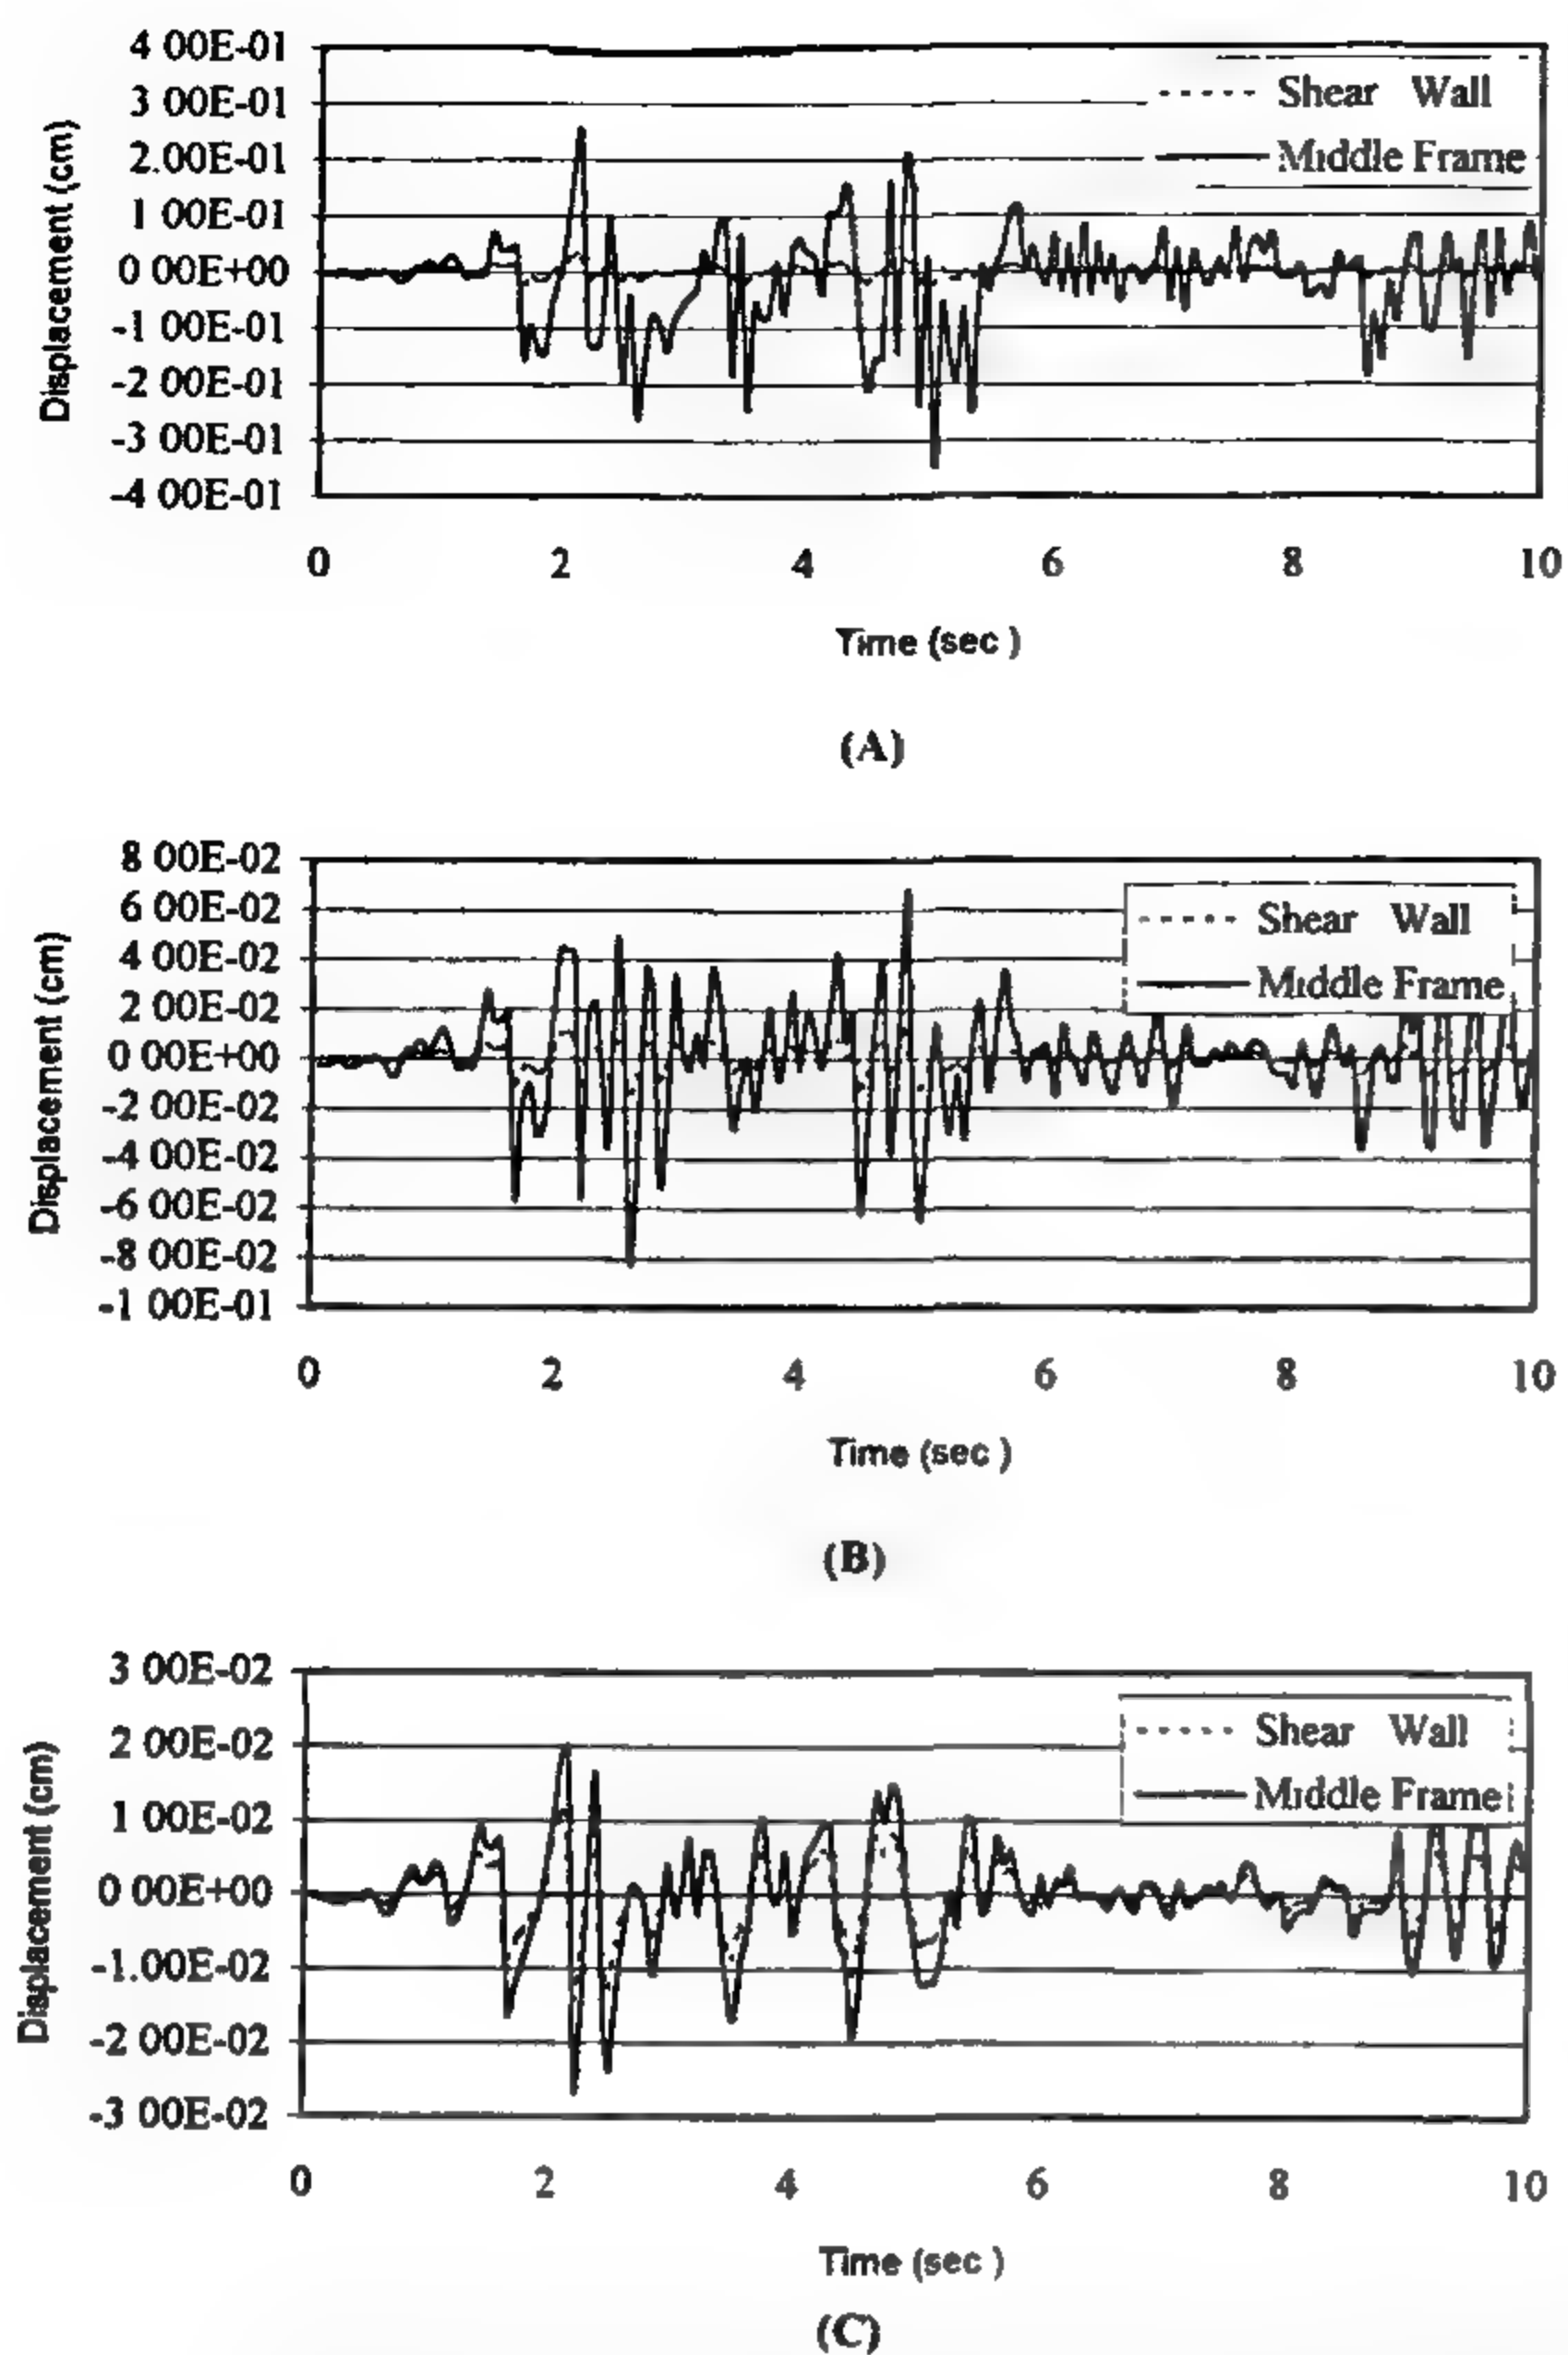 4 00E-01
3 00E-01
2.00E-01
1 00E-01
0 00E+00
-1 00E-01
-2 00E-01
-3 00E-01
-4 00E-01
Displacement (cm)
Shear Wall
Middle Frame
0 2 4 6 8 10
Time (sec )
(A)
8 00E-02
6 00E-02
4 00E-02
2 00E-02
0 00E+00
-2 00E-02
-4 00E-02
-6 00E-02
-8 00E-02
-1 00E-01
Displacement (cm)
Shear Wall
Middle Frame
0 2 4 6 8 10
Time (sec )
(B)
3 00E-02
2 00E-02
1 00E-02
0 00E+00
-1.00E-02
-2 00E-02
-3 00E-02
Displacement (cm)
Shear Wall
Middle Frame
0 2 4 6 8 10
Time (sec )
(C)